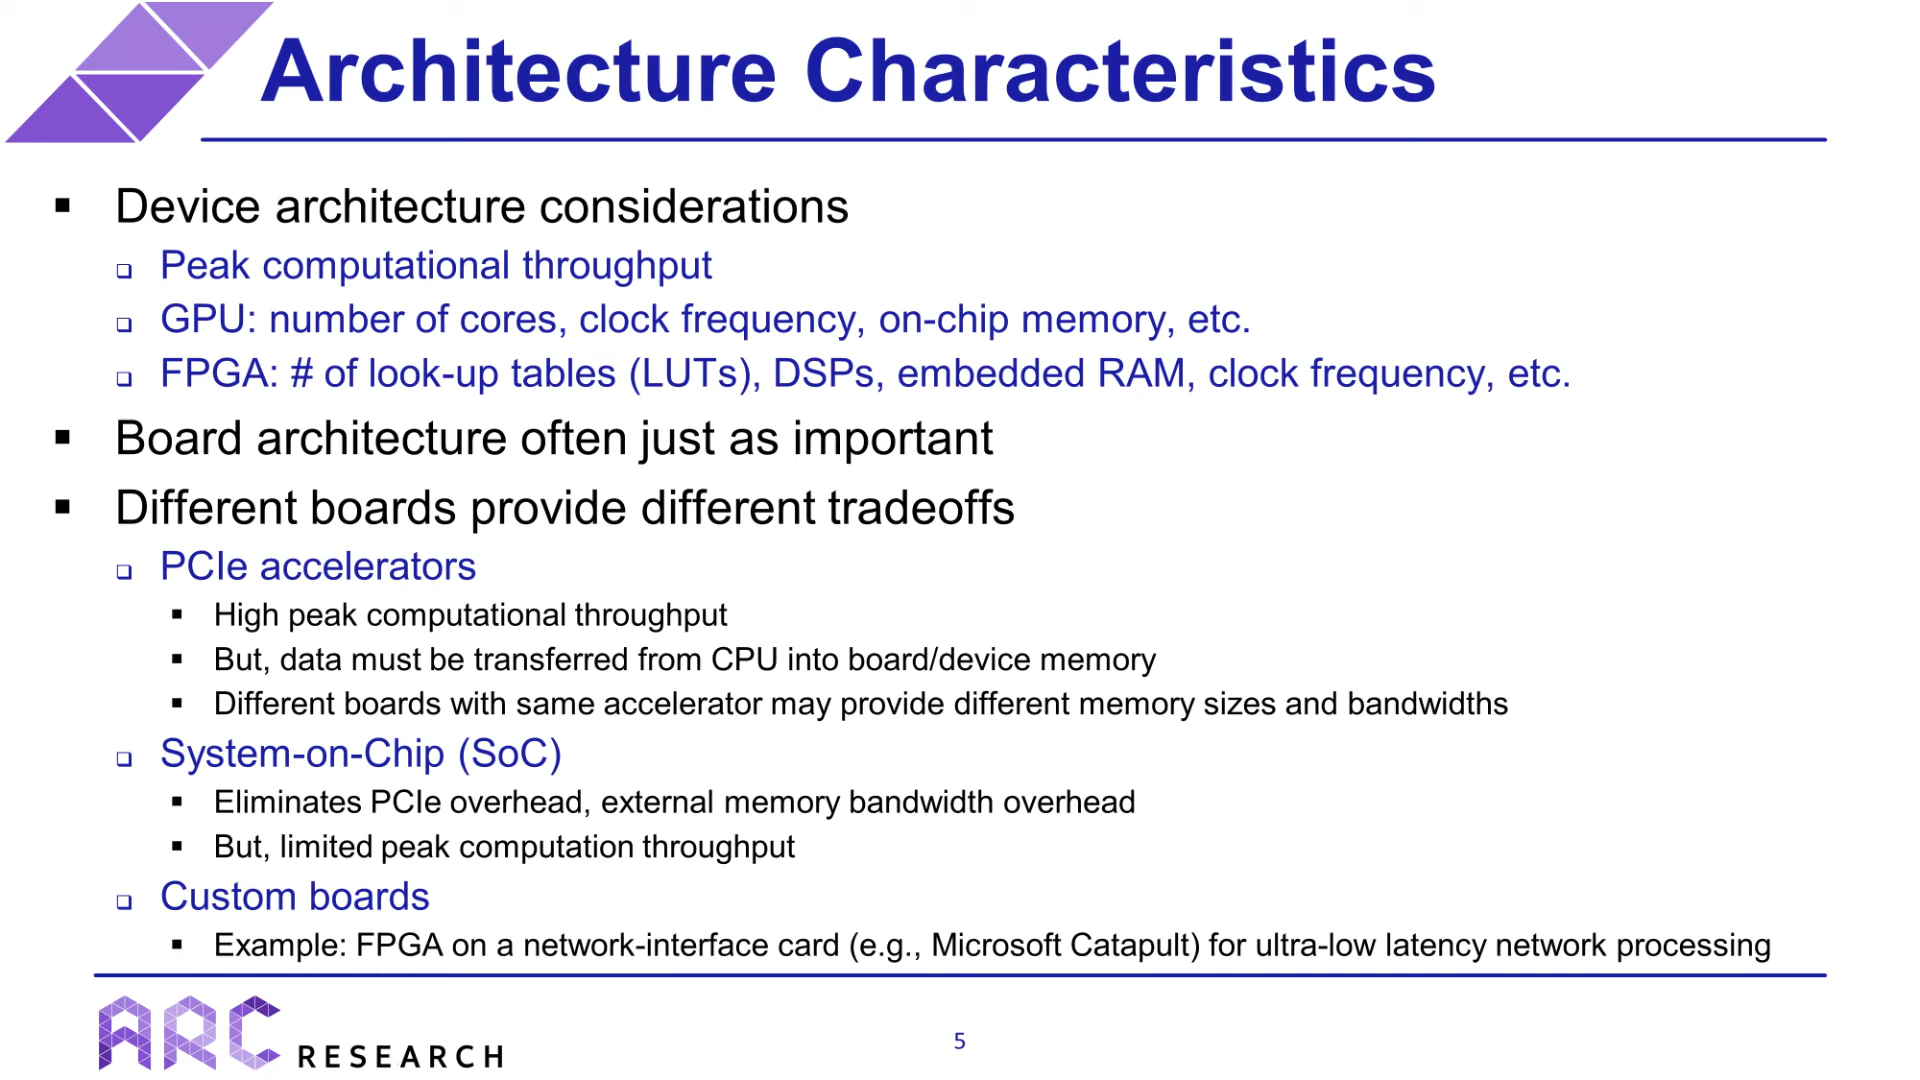 Architecture Characteristics
Device architecture considerations
Peak computational throughput
GPU: number of cores, clock frequency, on-chip memory, etc.
FPGA: # of look-up tables (LUTs), DSPs, embedded RAM, clock frequency, etc.
Board architecture often just as important
Different boards provide different tradeoffs
PCIe accelerators
High peak computational throughput
But, data must be transferred from CPU into board/device memory
Different boards with same accelerator may provide different memory sizes and bandwidths
System-on-Chip (SoC)
Eliminates PCIe overhead, external memory bandwidth overhead
But, limited peak computation throughput
Custom boards
Example: FPGA on a network-interface card (e.g., Microsoft Catapult) for ultra-low latency network processing
ARC RESEARCH
5